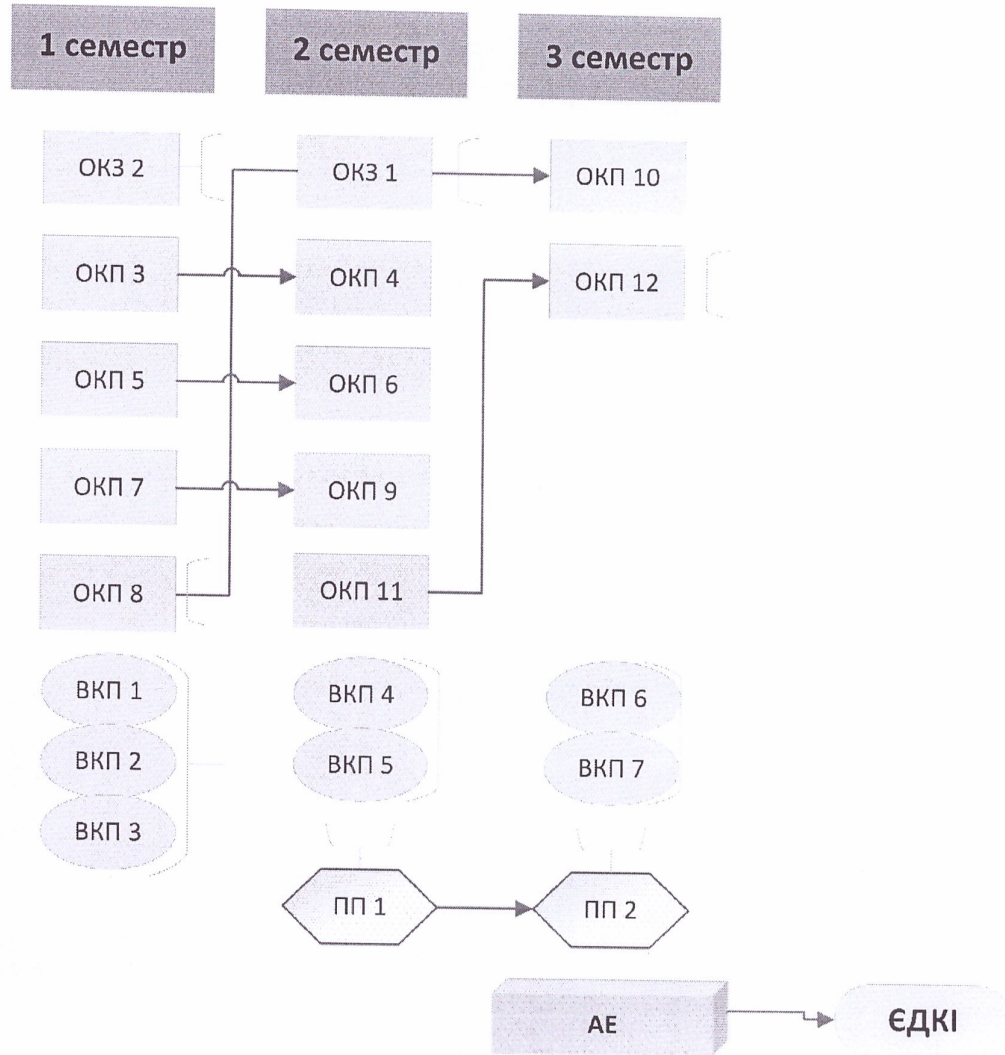 1 семестр
2 семестр
3 семестр
ОКЗ 2
ОКЗ 1
ОКП 10
ОКП 3
ОКП 4
ОКП 12
ОКП 5
ОКП 6
ОКП 7
ОКП 9
ОКП 8
ОКП 11
ВКП 1
ВКП 4
ВКП 6
ВКП 2
ВКП 5
ВКП 7
ВКП 3
ПП 1
ПП 2
АЕ
ЄДКІ